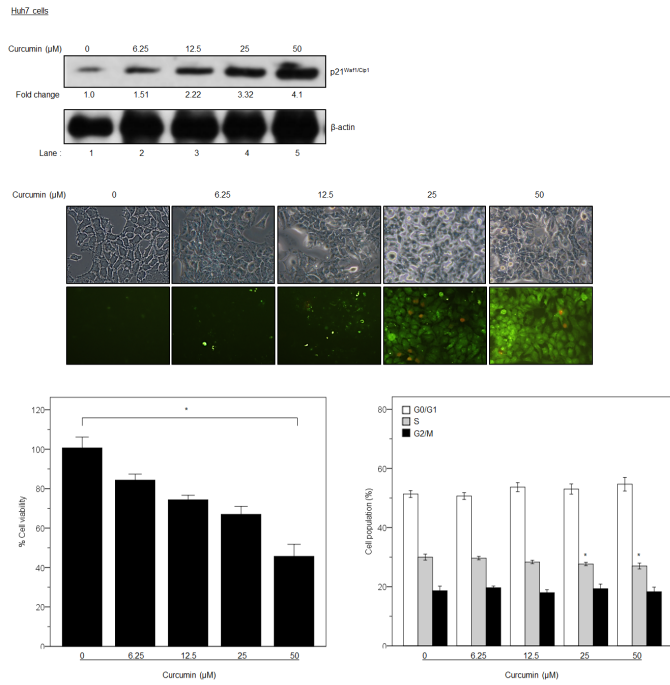 Huh7 cells
Curcumin (μM) 0 6.25 12.5 25 50
p21Waf1/Cip1
Fold change 1.0 1.51 2.22 3.32 4.1
β-actin
Lane : 1 2 3 4 5
Curcumin (μM) 0 6.25 12.5 25 50
120
100
80
60
40
20
0
% Cell viability
*
0 6.25 12.5 25 50
Curcumin (μM)
80
60
40
20
0
Cell population (%)
G0/G1
S
G2/M
* *
0 6.25 12.5 25 50
Curcumin (μM)